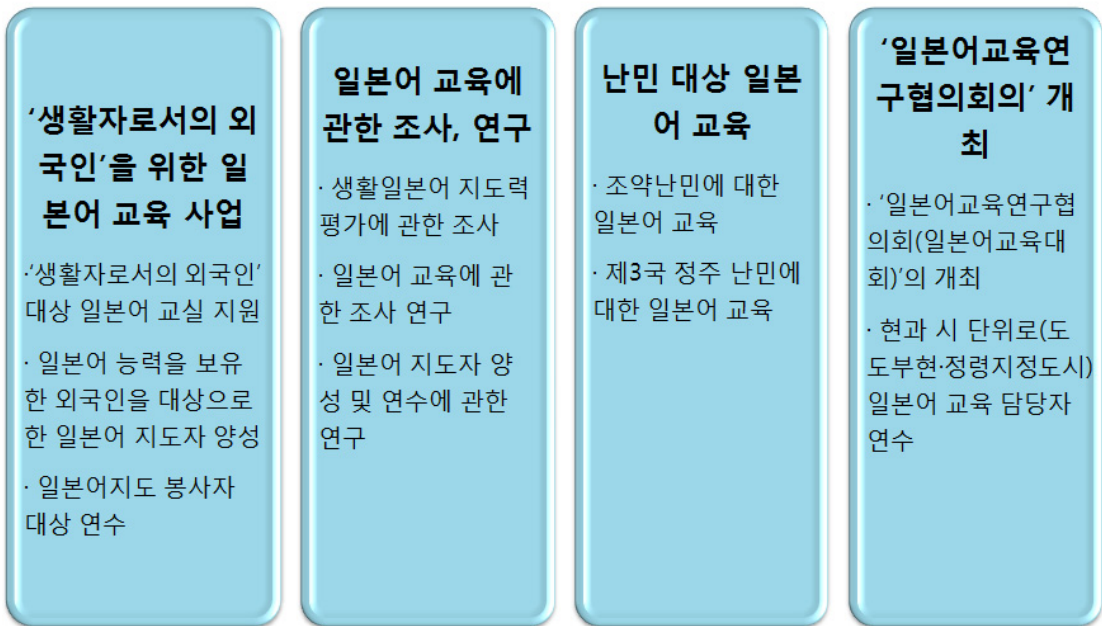 ‘생활자로서의 외
국인’을 위한 일
본어 교육 사업
·‘생활자로서의 외국인’
대상 일본어 교실 지원
· 일본어 능력을 보유
한 외국인을 대상으로
한 일본어 지도자 양성
· 일본어지도 봉사자
대상 연수
일본어 교육에
관한 조사, 연구
· 생활일본어 지도력
평가에 관한 조사
· 일본어 교육에 관
한 조사 연구
· 일본어 지도자 양
성 및 연수에 관한
연구
난민 대상 일본
어 교육
· 조약난민에 대한
일본어 교육
· 제3국 정주 난민에
대한 일본어 교육
‘일본어교육연
구협의회의’ 개
최
· ‘일본어교육연구협
의회(일본어교육대
회)’의 개최
· 현과 시 단위로(도
도부현·정령지정도시)
일본어 교육 담당자
연수